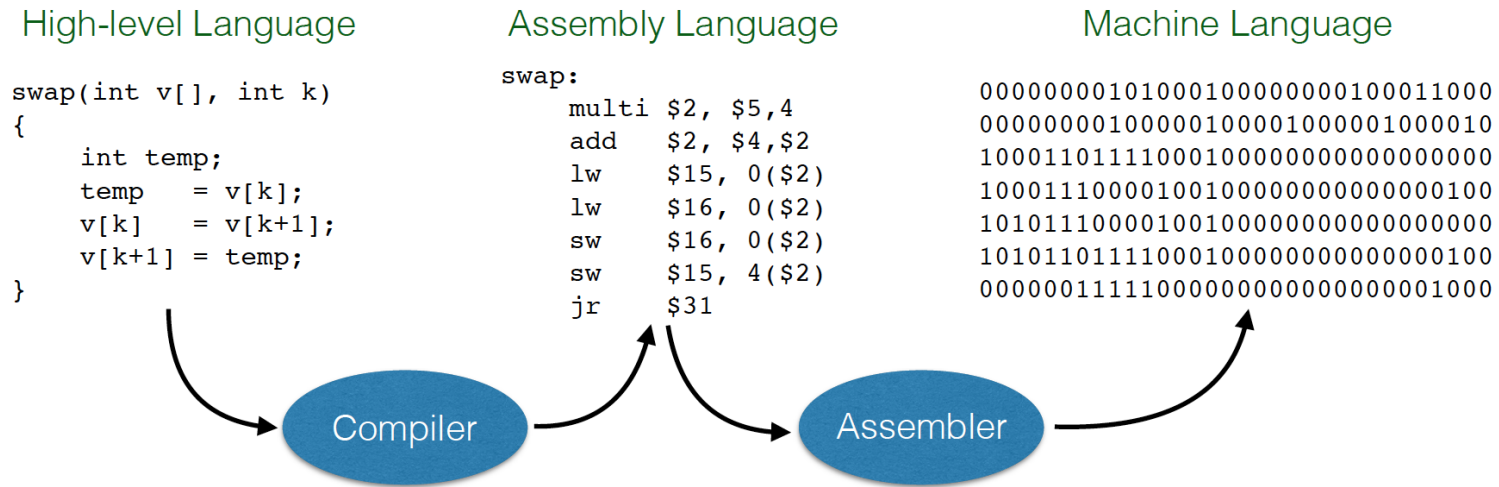 High-level Language
swap(int v[], int k)
{
int temp;
temp = v[k];
v[k] = v[k+1];
v[k+1] = temp;
}
Compiler
Assembly Language
swap:
multi $2, $5,4
add $2, $4,$2
lw $15, 0($2)
lw $16, 0($2)
sw $16, 0($2)
sw $15, 4($2)
jr $31
Assembler
Machine Language
00000000101000100000000100011000
00000000100000100001000001000010
10001101111000100000000000000000
10001110000100100000000000000100
10101110000100100000000000000000
10101101111000100000000000000100
00000011111000000000000000001000